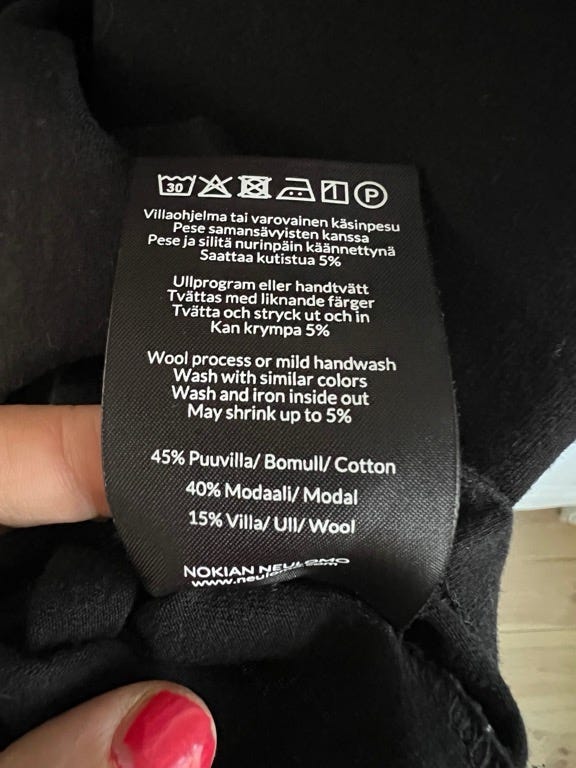 30 P
Villaohjelma tai varovainen käsinpesu
Pese samansävyisten kanssa
Pese ja silitä nurinpäin käännettynä
Saattaa kutistua 5%
Ullprogram eller handtvätt
Tvättas med liknande färger
Tvätta och stryck ut och in
Kan krympa 5%
Wool process or mild handwash
Wash with similar colors
Wash and iron inside out
May shrink up to 5%
45% Puuvilla/ Bomull/ Cotton
40% Modaali/ Modal
15% Villa/ Ull/ Wool
NOKIAN NEULOMO